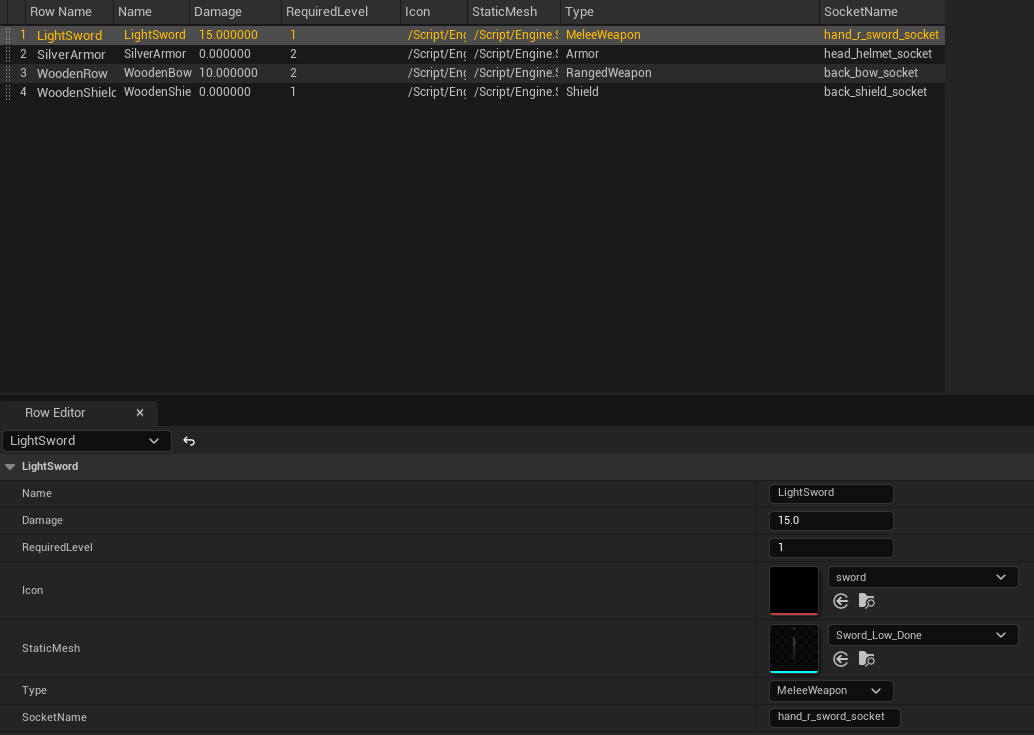 Row Name Name Damage RequiredLevel Icon StaticMesh Type SocketName
1 LightSword LightSword 15.000000 1 /Script/Eng /Script/Engine.S MeleeWeapon hand_r_sword_socket
2 SilverArmor SilverArmor 0.000000 2 /Script/Eng /Script/Engine.S Armor head_helmet_socket
3 WoodenRow WoodenBow 10.000000 2 /Script/Eng /Script/Engine.S RangedWeapon back_bow_socket
4 WoodenShield WoodenShie 0.000000 1 /Script/Eng /Script/Engine.S Shield back_shield_socket
Row Editor
LightSword
LightSword
Name LightSword
Damage 15.0
RequiredLevel 1
Icon sword
StaticMesh Sword_Low_Done
Type MeleeWeapon
SocketName hand_r_sword_socket